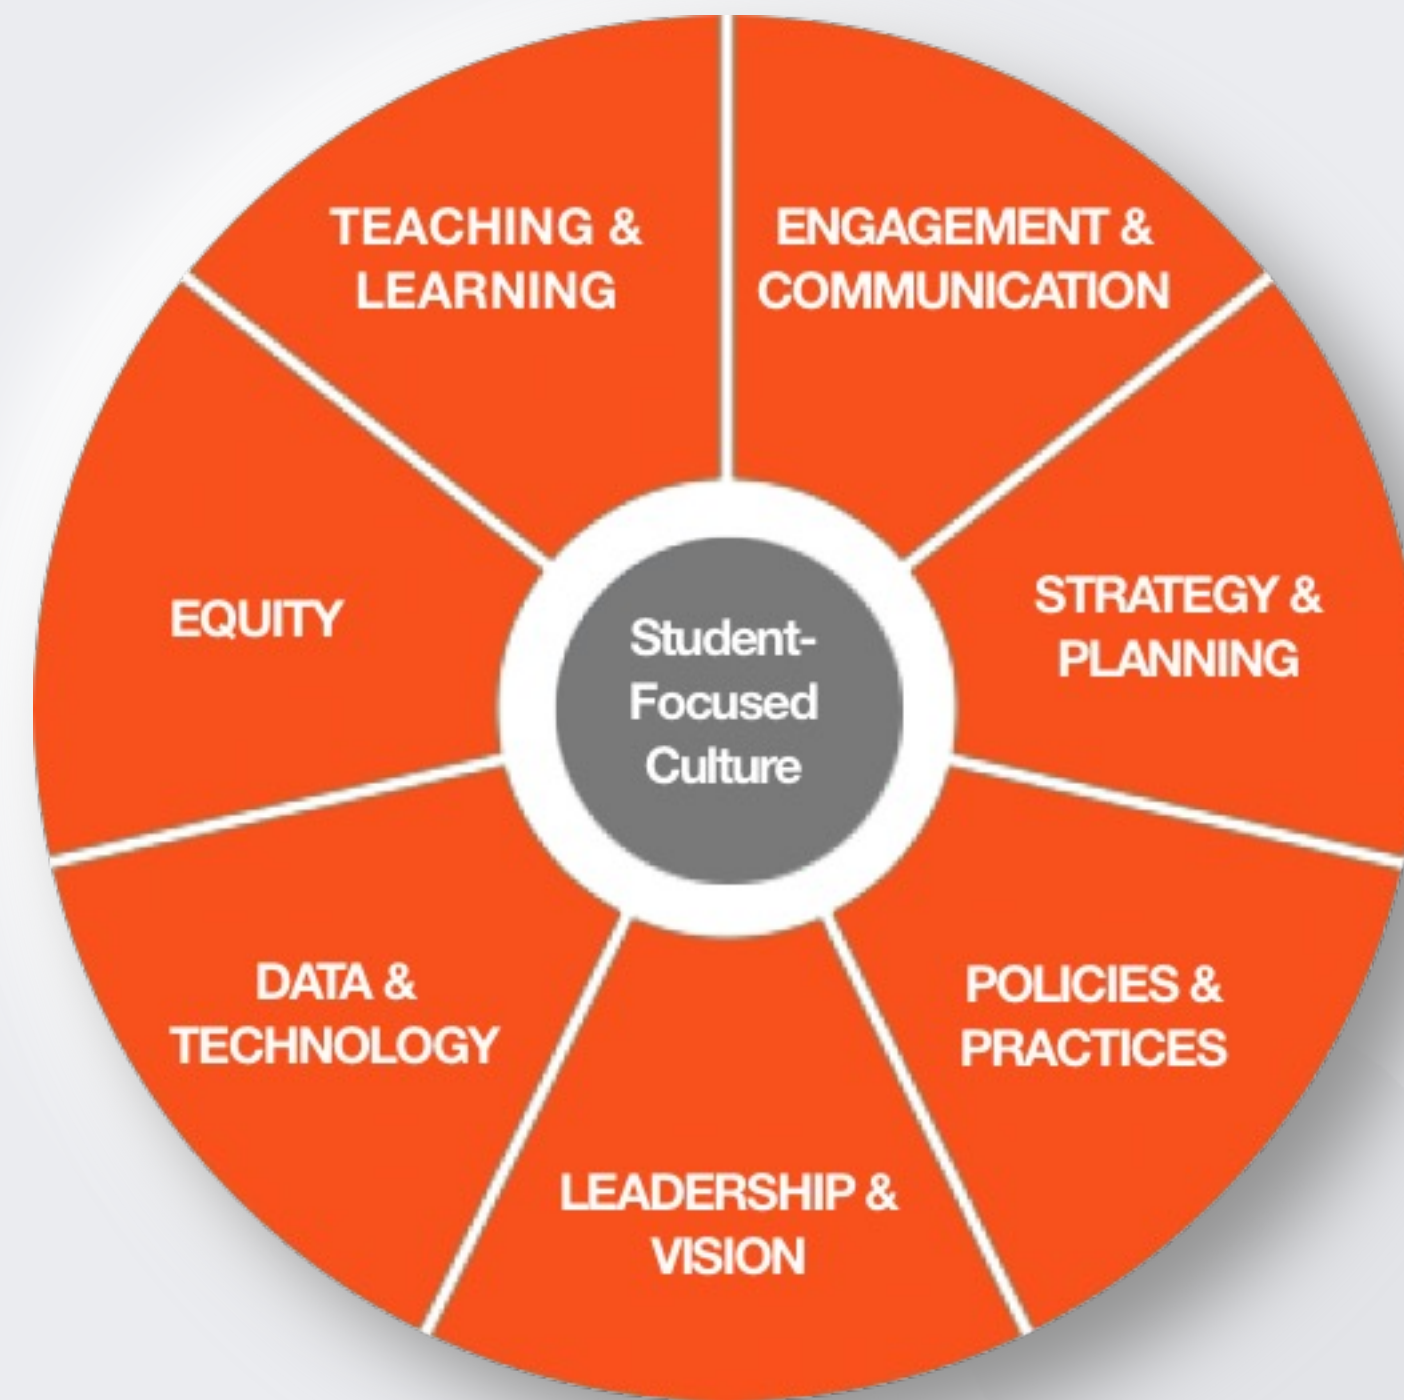 TEACHING &
LEARNING
ENGAGEMENT &
COMMUNICATION
STRATEGY &
PLANNING
POLICIES &
PRACTICES
LEADERSHIP &
VISION
DATA &
TECHNOLOGY
EQUITY
Student-
Focused
Culture